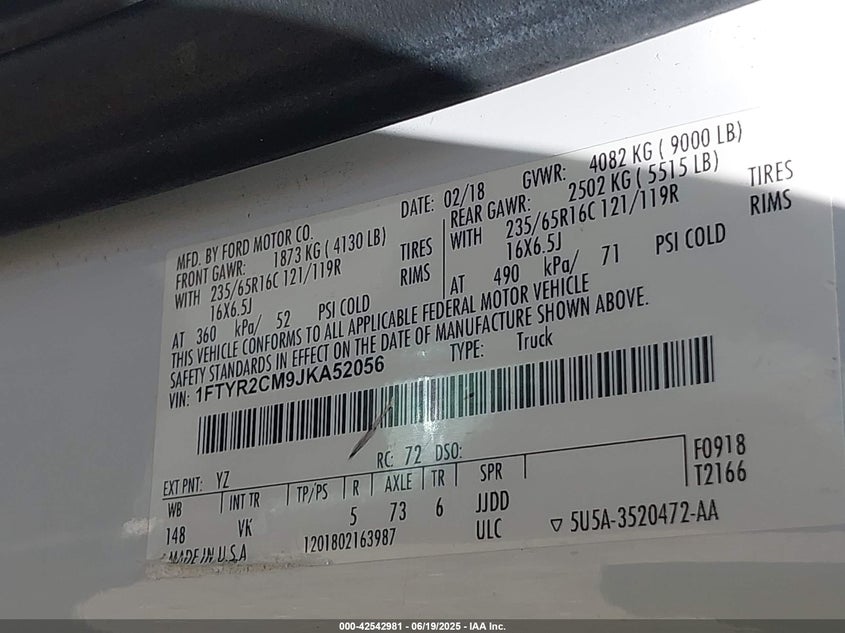 MFD. BY FORD MOTOR CO.
DATE: 02/18
GVWR: 4082 KG ( 9000 LB)
FRONT GAWR: 1873 KG ( 4130 LB)
REAR GAWR: 2502 KG ( 5515 LB)
WITH 235/65R16C 121/119R TIRES
WITH 235/65R16C 121/119R TIRES
16X6.5J RIMS
16X6.5J RIMS
AT 360 kPa/ 52 PSI COLD
AT 490 kPa/ 71 PSI COLD
THIS VEHICLE CONFORMS TO ALL APPLICABLE FEDERAL MOTOR VEHICLE
SAFETY STANDARDS IN EFFECT ON THE DATE OF MANUFACTURE SHOWN ABOVE.
VIN: 1FTYR2CM9JKA52056
TYPE: Truck
EXT PNT: YZ
RC: 72 DSO:
F0918
T2166
WB INT TR TP/PS R AXLE TR SPR
148 VK 5 73 6 JJDD
MADE IN U.S.A
1201802163987
ULC
5U5A-3520472-AA
000-42542981 - 06/19/2025 - IAA Inc.